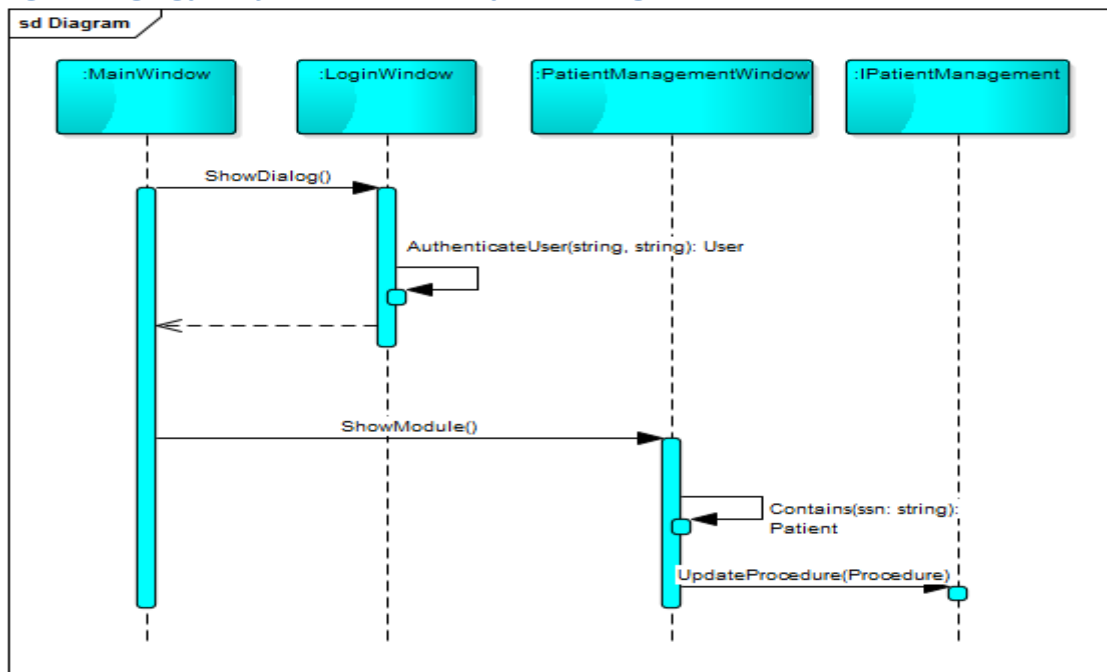 sd Diagram
:MainWindow
:LoginWindow
:PatientManagementWindow
:IPatientManagement
ShowDialog()
AuthenticateUser(string, string): User
ShowModule()
Contains(ssn: string):
Patient
UpdateProcedure(Procedure)